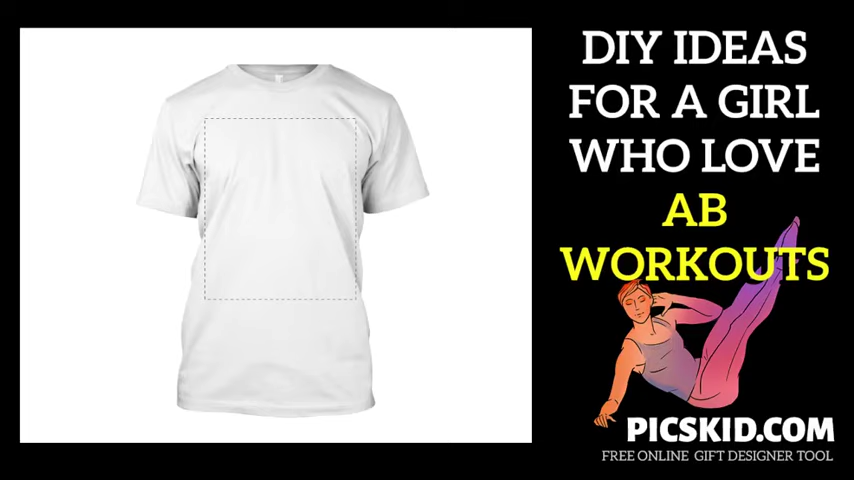 DIY IDEAS
FOR A GIRL
WHO LOVE
AB
WORKOUTS
PICSKID.COM
FREE ONLINE GIFT DESIGNER TOOL